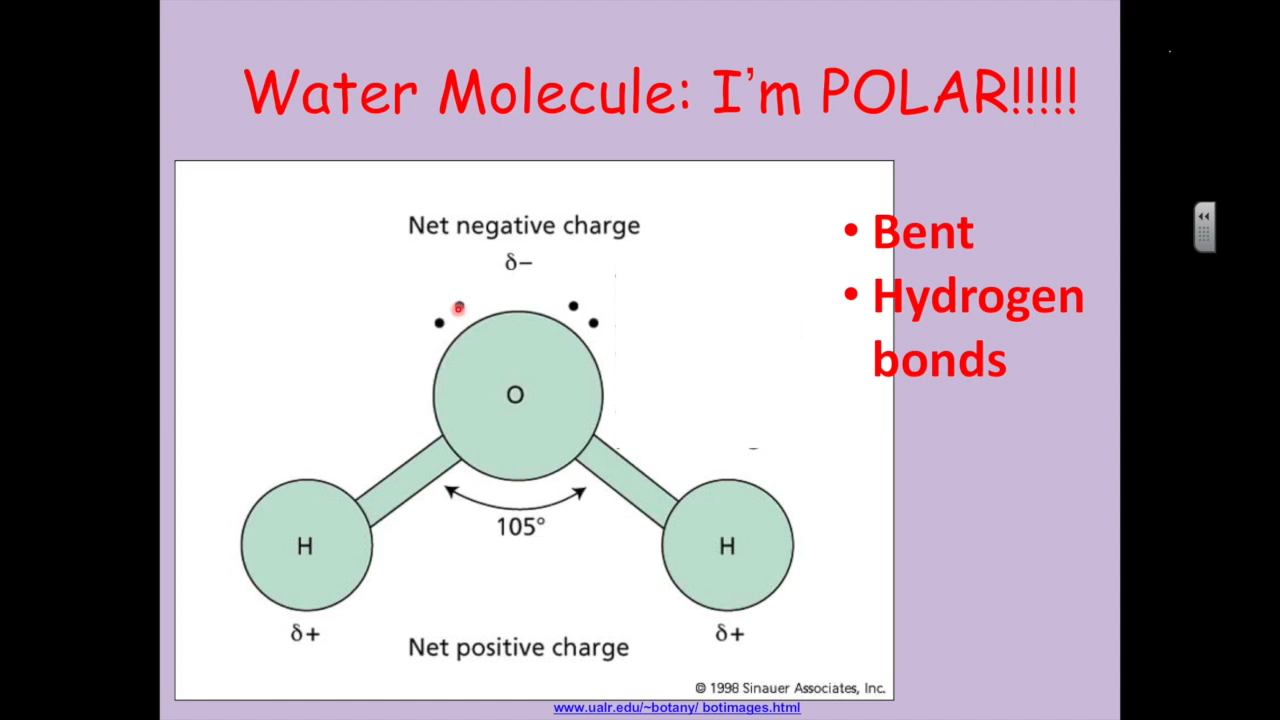 Water Molecule: I’m POLAR!!!!!
Net negative charge
δ−
• Bent
• Hydrogen
bonds
O
105°
H
H
δ+
δ+
Net positive charge
© 1998 Sinauer Associates, Inc.
www.ualr.edu/~botany/ botimages.html